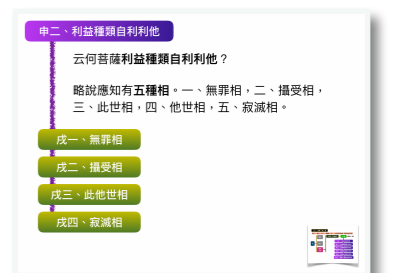 申二、利益種類自利利他
云何菩薩利益種類自利利他？
略說應知有五種相。一、無罪相，二、攝受相，
三、此世相，四、他世相，五、寂滅相。
戌一、無罪相
戌二、攝受相
戌三、此他世相
戌四、寂滅相